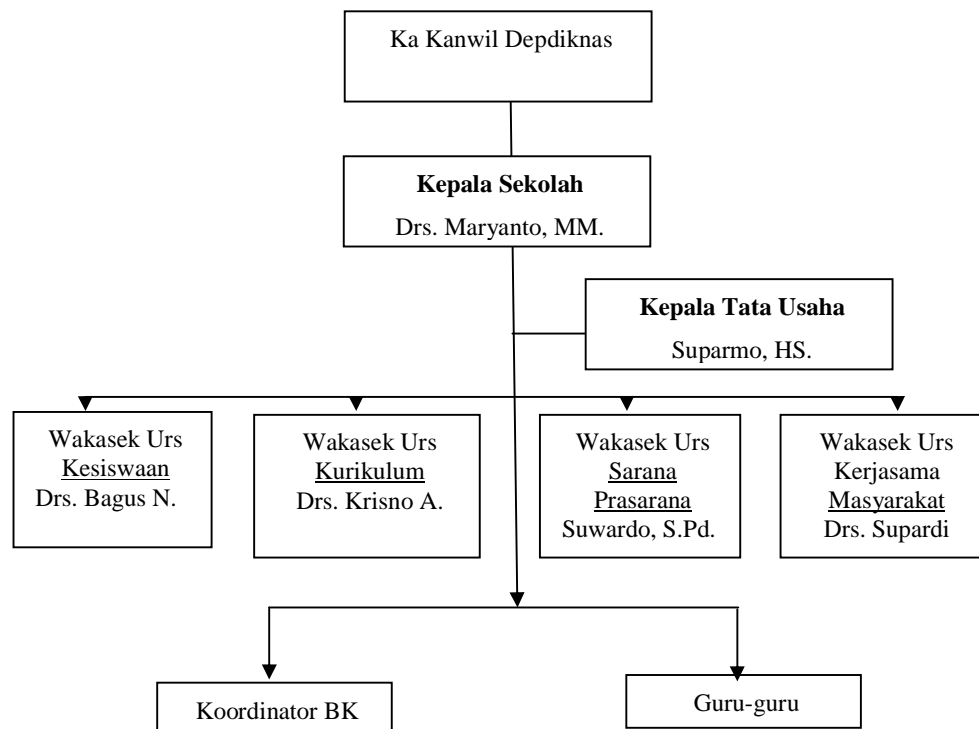 Ka Kanwil Depdiknas
Kepala Sekolah
Drs. Maryanto, MM.
Kepala Tata Usaha
Suparmo, HS.
Wakasek Urs
Kesiswaan
Drs. Bagus N.
Wakasek Urs
Kurikulum
Drs. Krisno A.
Wakasek Urs
Sarana
Prasarana
Suwardo, S.Pd.
Wakasek Urs
Kerjasama
Masyarakat
Drs. Supardi
Koordinator BK
Guru-guru